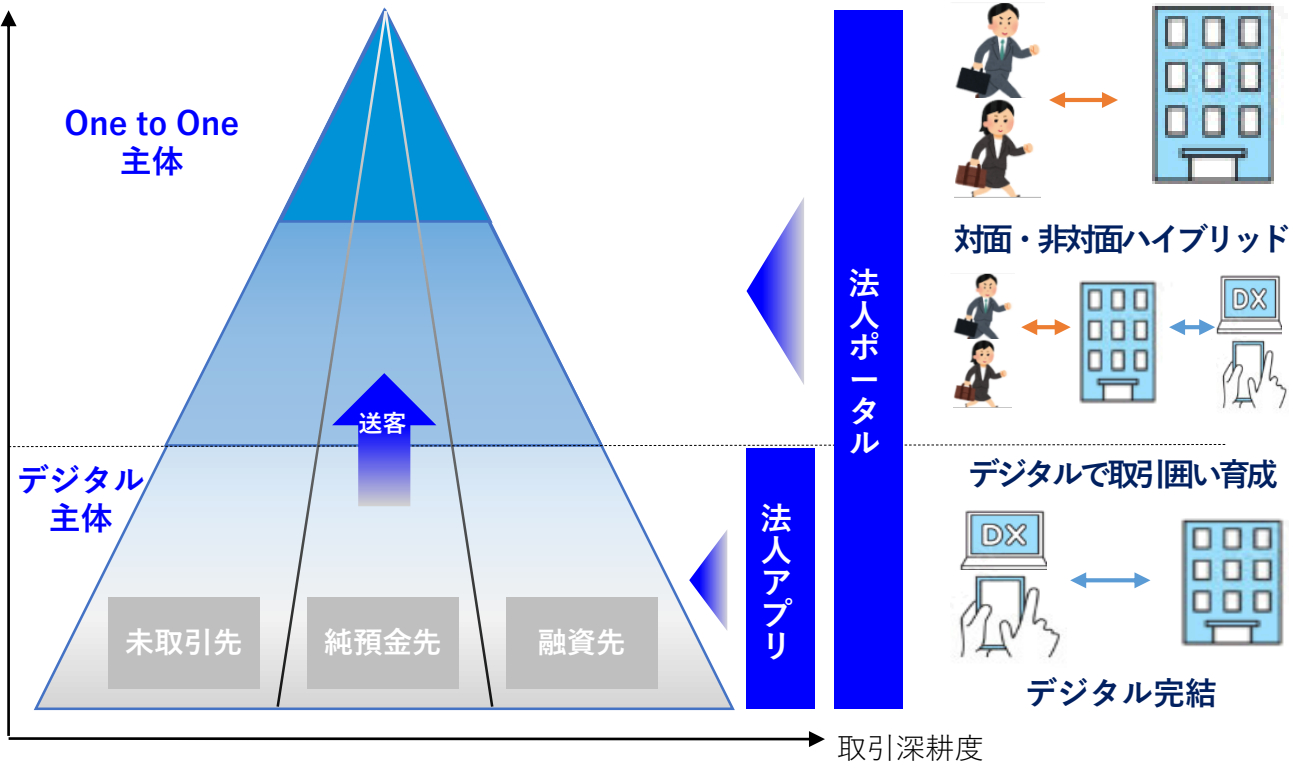 One to One
主体
デジタル
主体
送客
未取引先
純預金先
融資先
法人アプリ
法人ポータル
対面・非対面ハイブリッド
DX
デジタルで取引囲い育成
DX
デジタル完結
取引深耕度